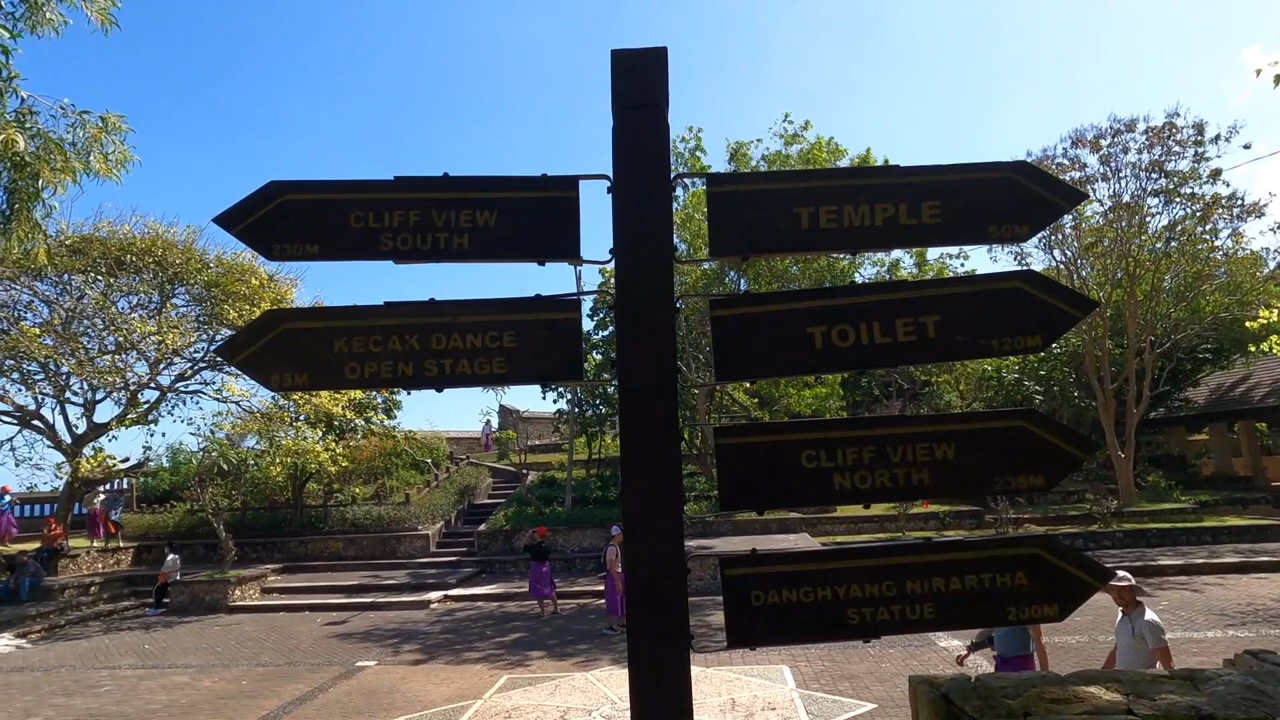 CLIFF VIEW
SOUTH
230M
KECAK DANCE
OPEN STAGE
65M
TEMPLE
50M
TOILET
120M
CLIFF VIEW
NORTH
235M
DANGHYANG NIRARTHA
STATUE
200M